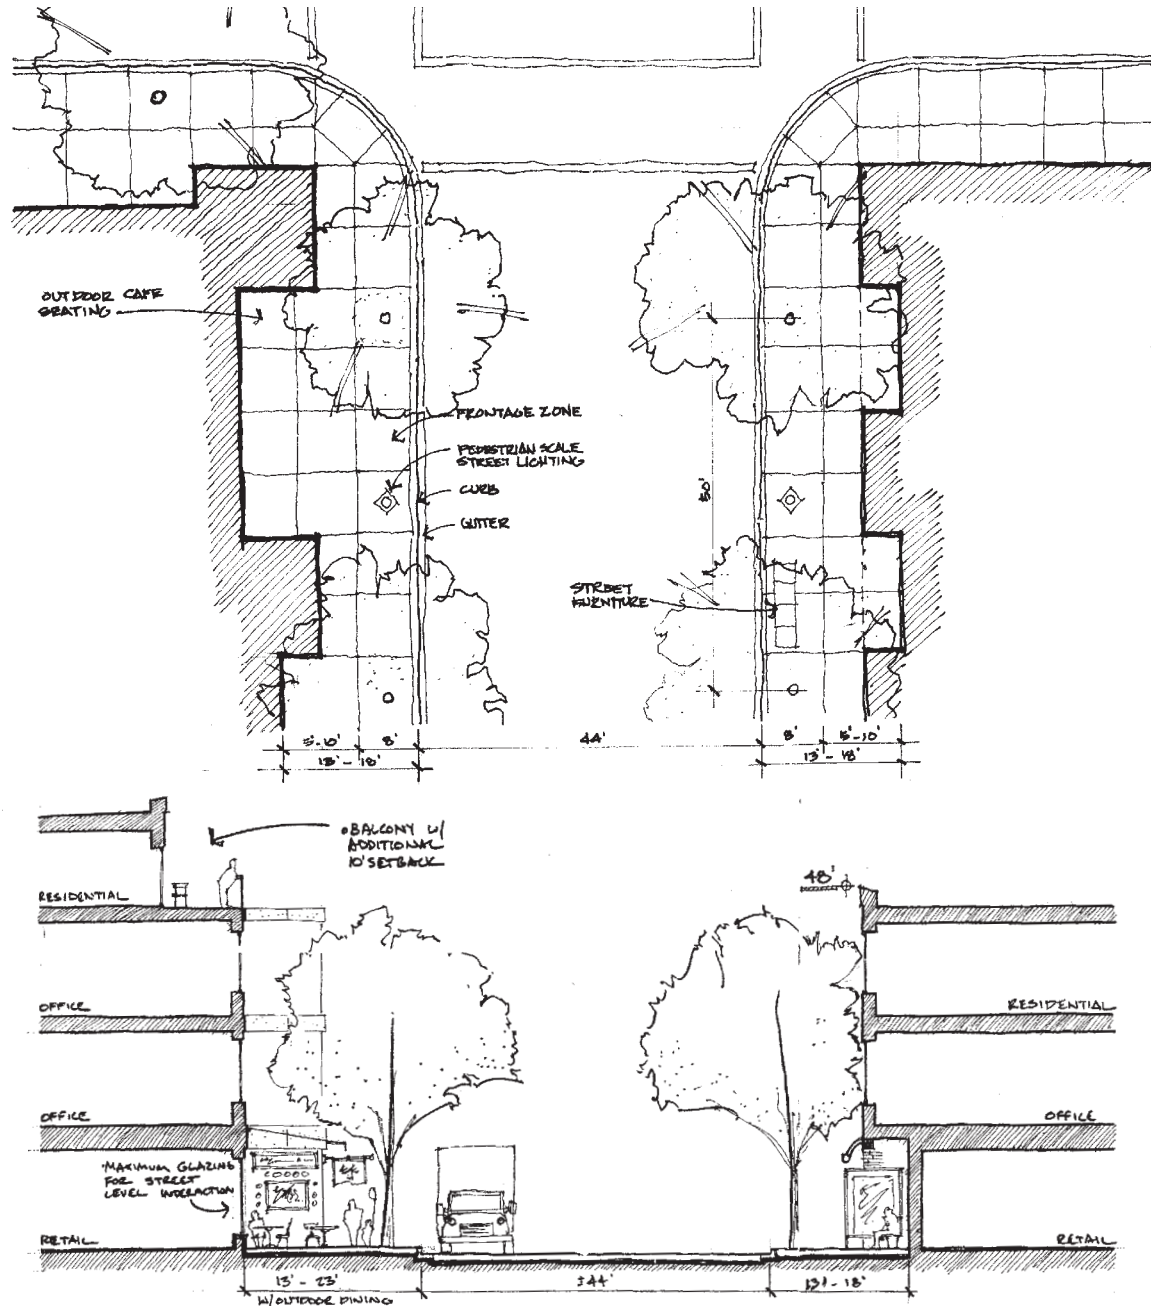 OUTDOOR CAFE
SEATING
FRONTAGE ZONE
PEDESTRIAN SCALE
STREET LIGHTING
CURB
GUTTER
50'
STREET
FURNITURE
5'-10'
8'
44'
8'
5'-10'
13' - 18'
13' - 18'
BALCONY W/
ADDITIONAL
10' SETBACK
48'
RESIDENTIAL
OFFICE
RESIDENTIAL
OFFICE
OFFICE
MAXIMUM GLAZING
FOR STREET
LEVEL INTERACTION
RETAIL
RETAIL
13' - 23'
±44'
13' - 18'
W/ OUTDOOR DINING